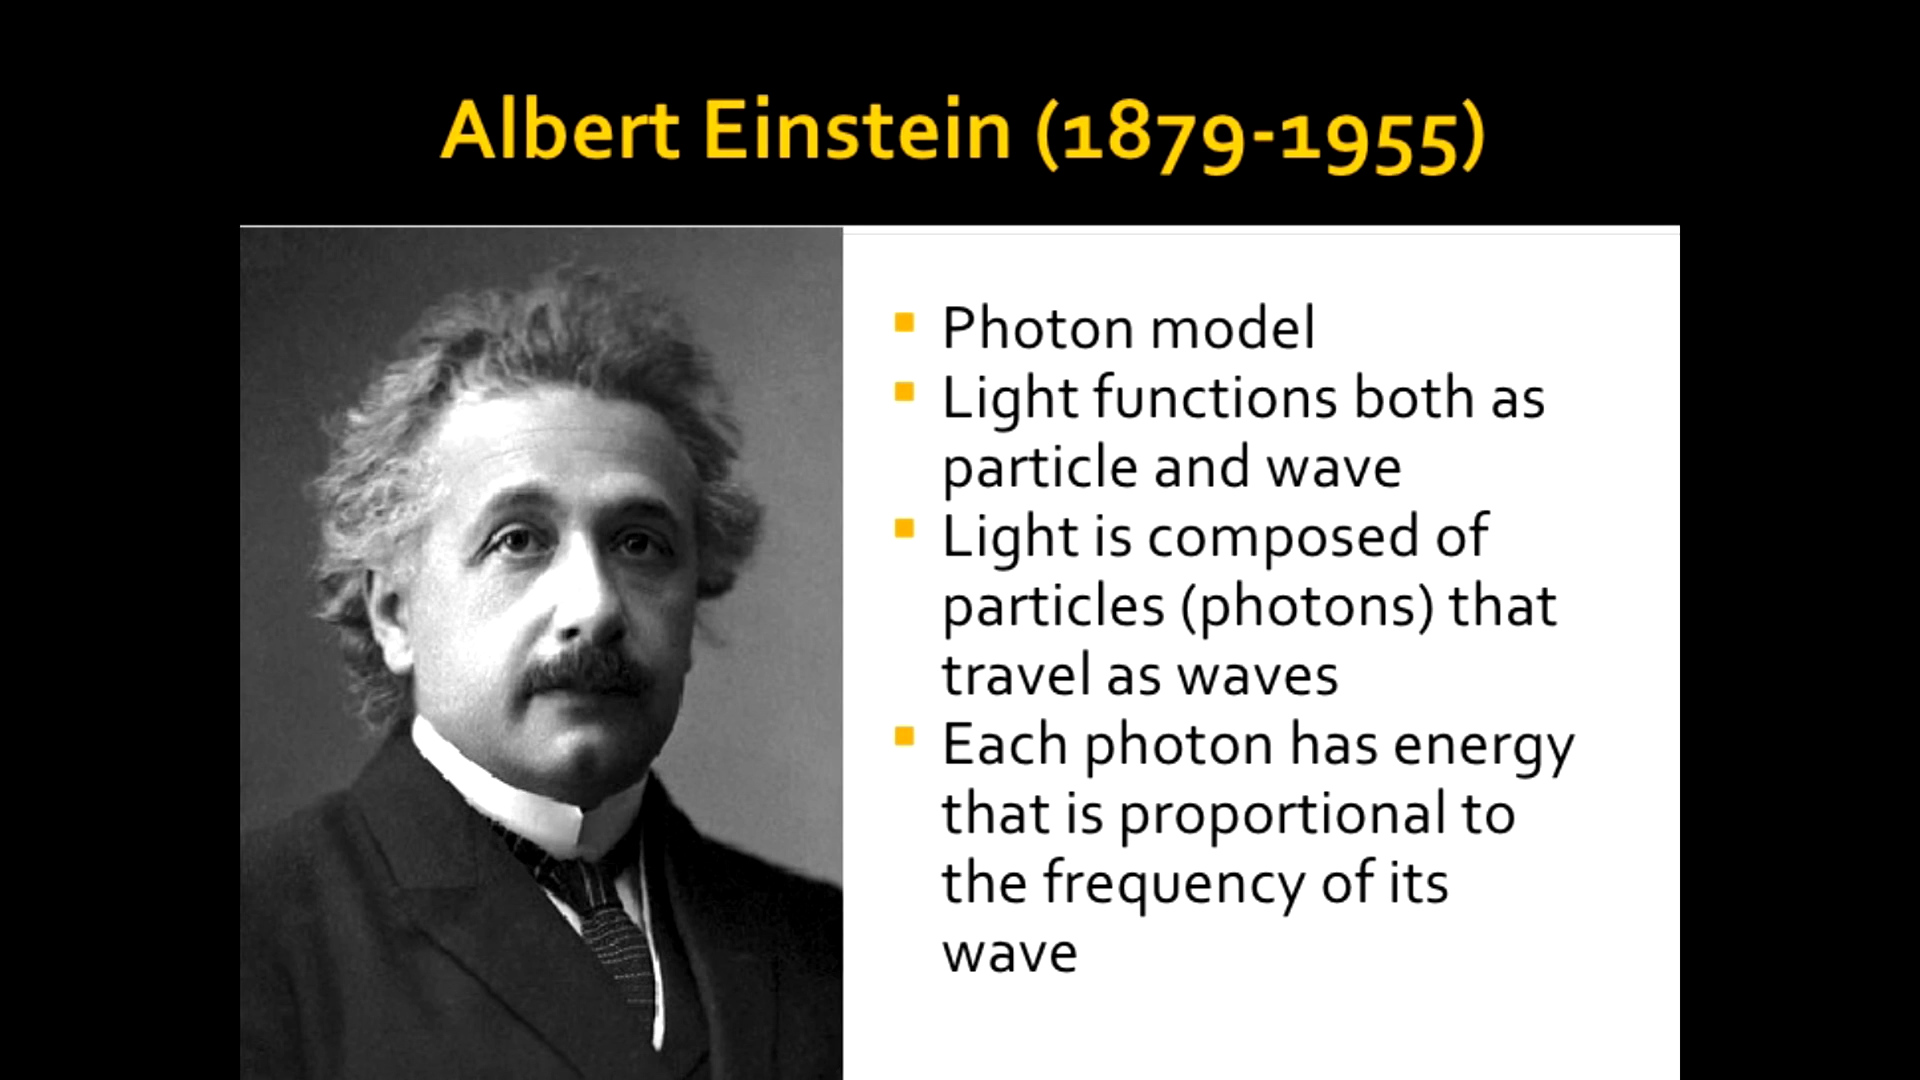 Albert Einstein (1879-1955)
Photon model
Light functions both as
particle and wave
Light is composed of
particles (photons) that
travel as waves
Each photon has energy
that is proportional to
the frequency of its
wave